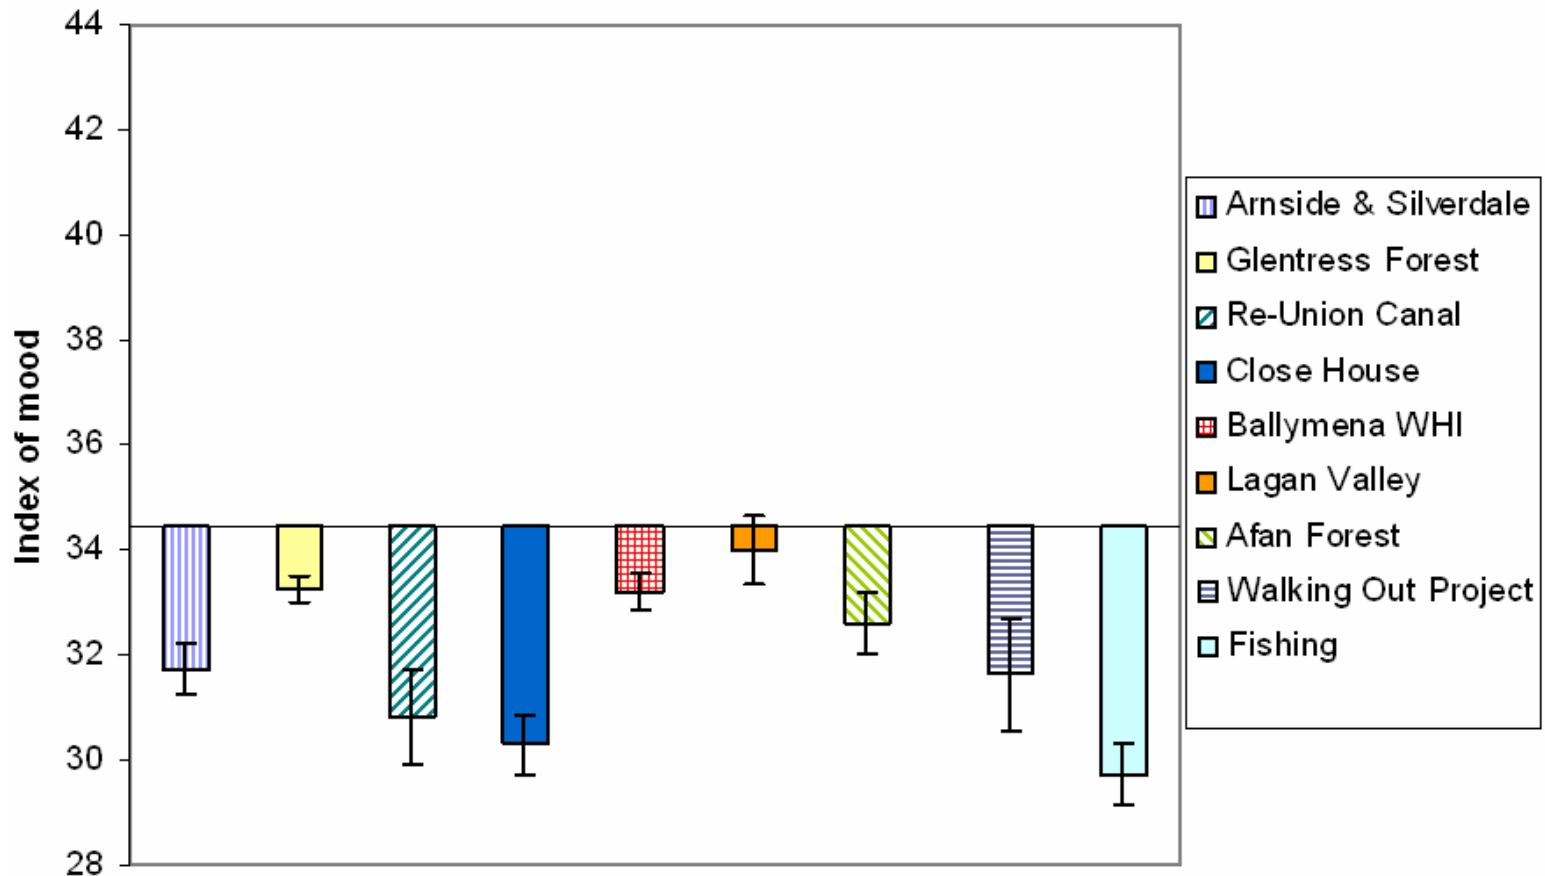 Index of mood
44
42
40
38
36
34
32
30
28
Arnside & Silverdale
Glentress Forest
Re-Union Canal
Close House
Ballymena WHI
Lagan Valley
Afan Forest
Walking Out Project
Fishing